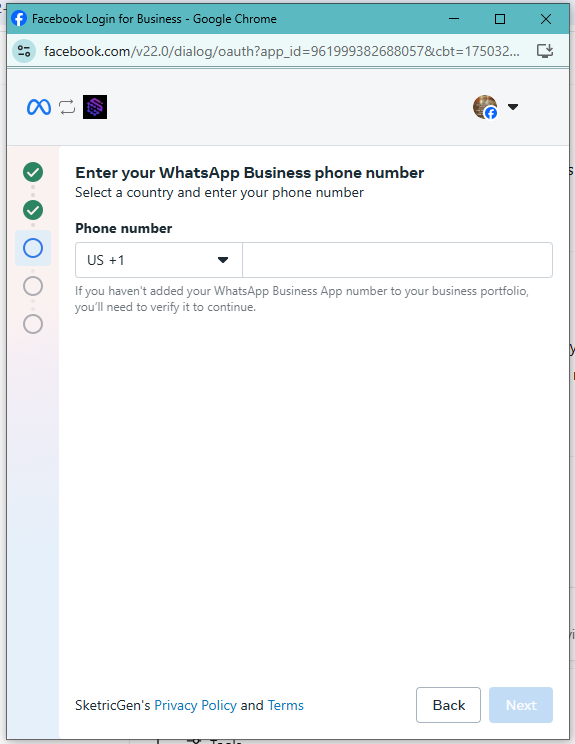 Facebook Login for Business - Google Chrome
facebook.com/v22.0/dialog/oauth?app_id=961999382688057&cbt=175032...
Enter your WhatsApp Business phone number
Select a country and enter your phone number
Phone number
US +1
If you haven't added your WhatsApp Business App number to your business portfolio,
you'll need to verify it to continue.
SketricGen's Privacy Policy and Terms
Back
Next